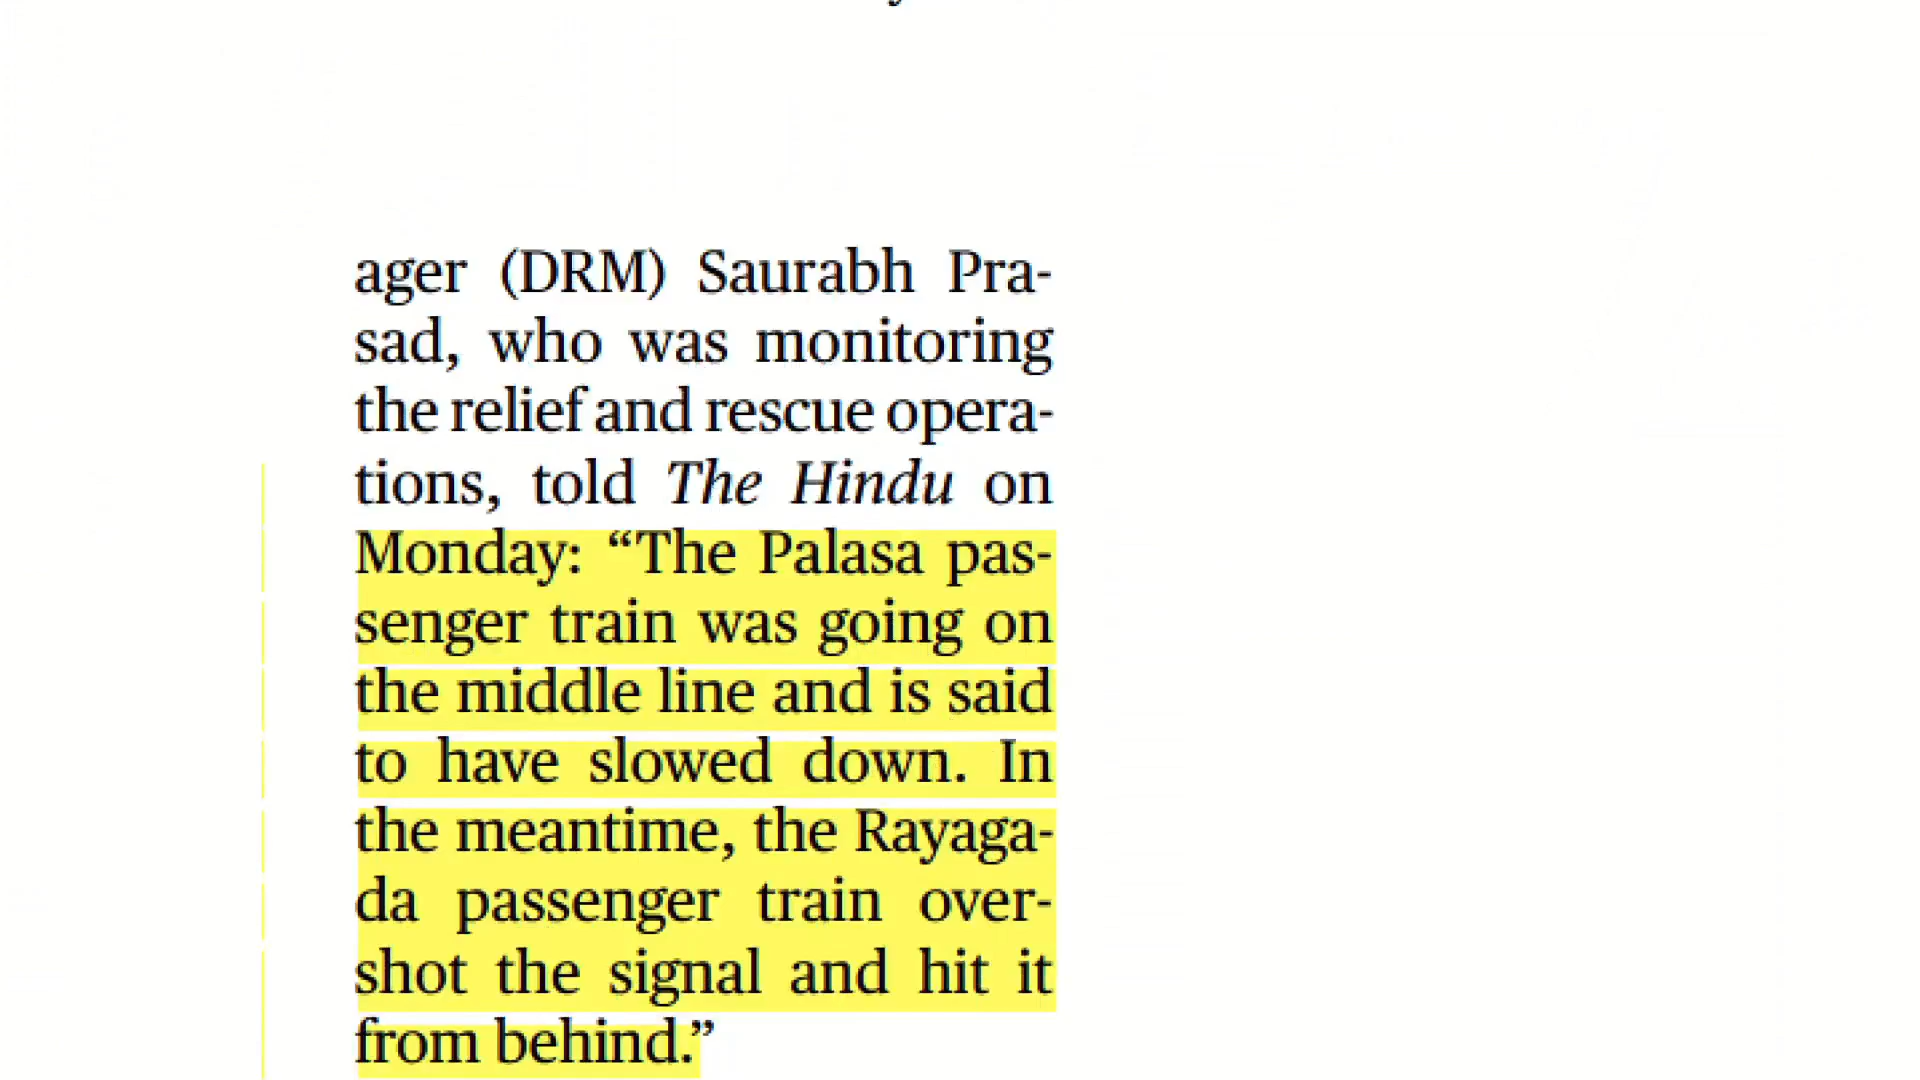 ager (DRM) Saurabh Pra-
sad, who was monitoring
the relief and rescue opera-
tions, told The Hindu on
Monday: “The Palasa pas-
senger train was going on
the middle line and is said
to have slowed down. In
the meantime, the Rayaga-
da passenger train over-
shot the signal and hit it
from behind.”